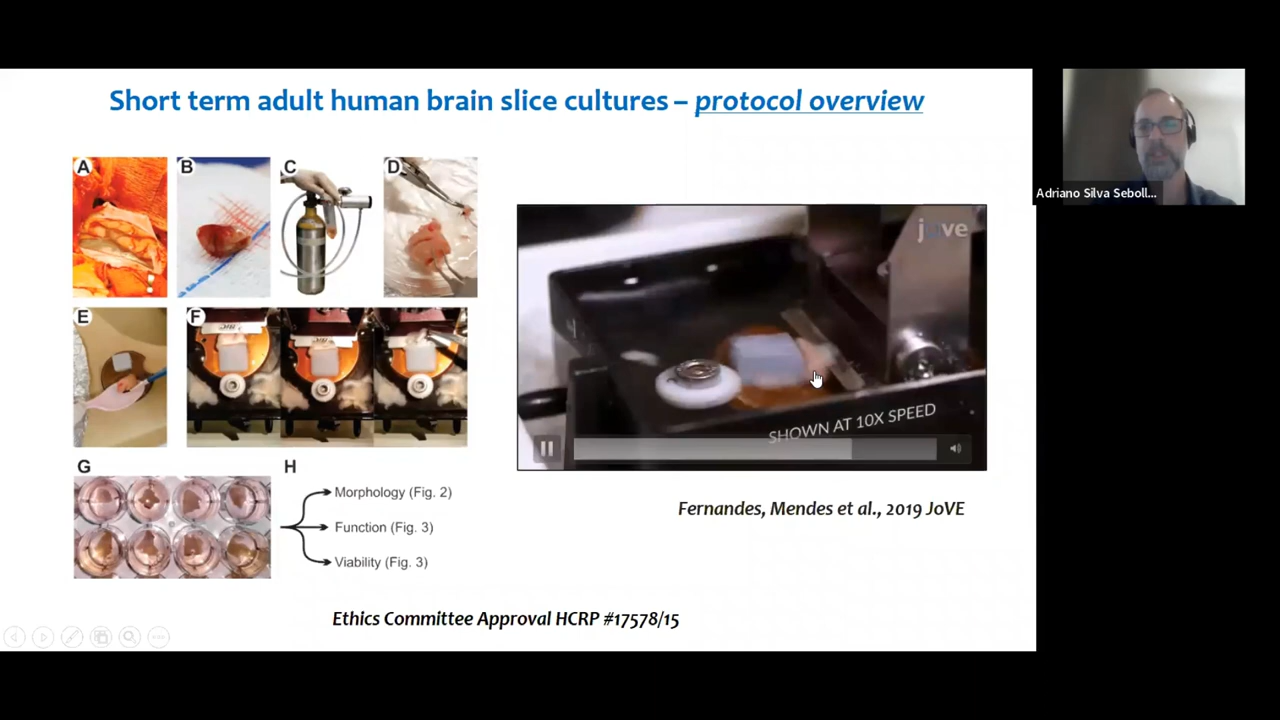 Short term adult human brain slice cultures – protocol overview
A
B
C
D
E
F
G
H
Morphology (Fig. 2)
Function (Fig. 3)
Viability (Fig. 3)
jove
SHOWN AT 10X SPEED
Fernandes, Mendes et al., 2019 JoVE
Ethics Committee Approval HCRP #17578/15
Adriano Silva Seboll...